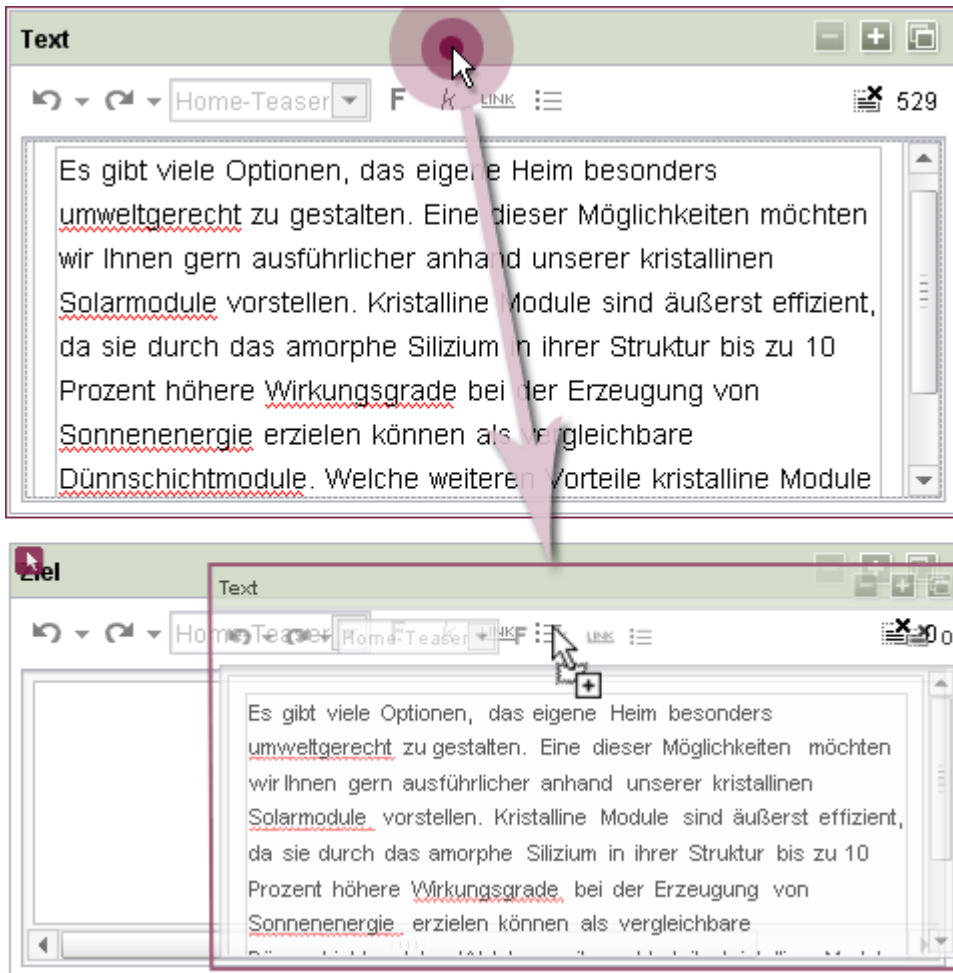 Text
Home-Teaser F k LINK 529
Es gibt viele Optionen, das eigene Heim besonders
umweltgerecht zu gestalten. Eine dieser Möglichkeiten möchten
wir Ihnen gern ausführlicher anhand unserer kristallinen
Solarmodule vorstellen. Kristalline Module sind äußerst effizient,
da sie durch das amorphe Silizium in ihrer Struktur bis zu 10
Prozent höhere Wirkungsgrade bei der Erzeugung von
Sonnenenergie erzielen können als vergleichbare
Dünnschichtmodule. Welche weiteren Vorteile kristalline Module
Ziel
Text
Home-Teaser F LINK 0
Home-Teaser F LINK 0
Es gibt viele Optionen, das eigene Heim besonders
umweltgerecht zu gestalten. Eine dieser Möglichkeiten möchten
wir Ihnen gern ausführlicher anhand unserer kristallinen
Solarmodule vorstellen. Kristalline Module sind äußerst effizient,
da sie durch das amorphe Silizium in ihrer Struktur bis zu 10
Prozent höhere Wirkungsgrade bei der Erzeugung von
Sonnenenergie erzielen können als vergleichbare